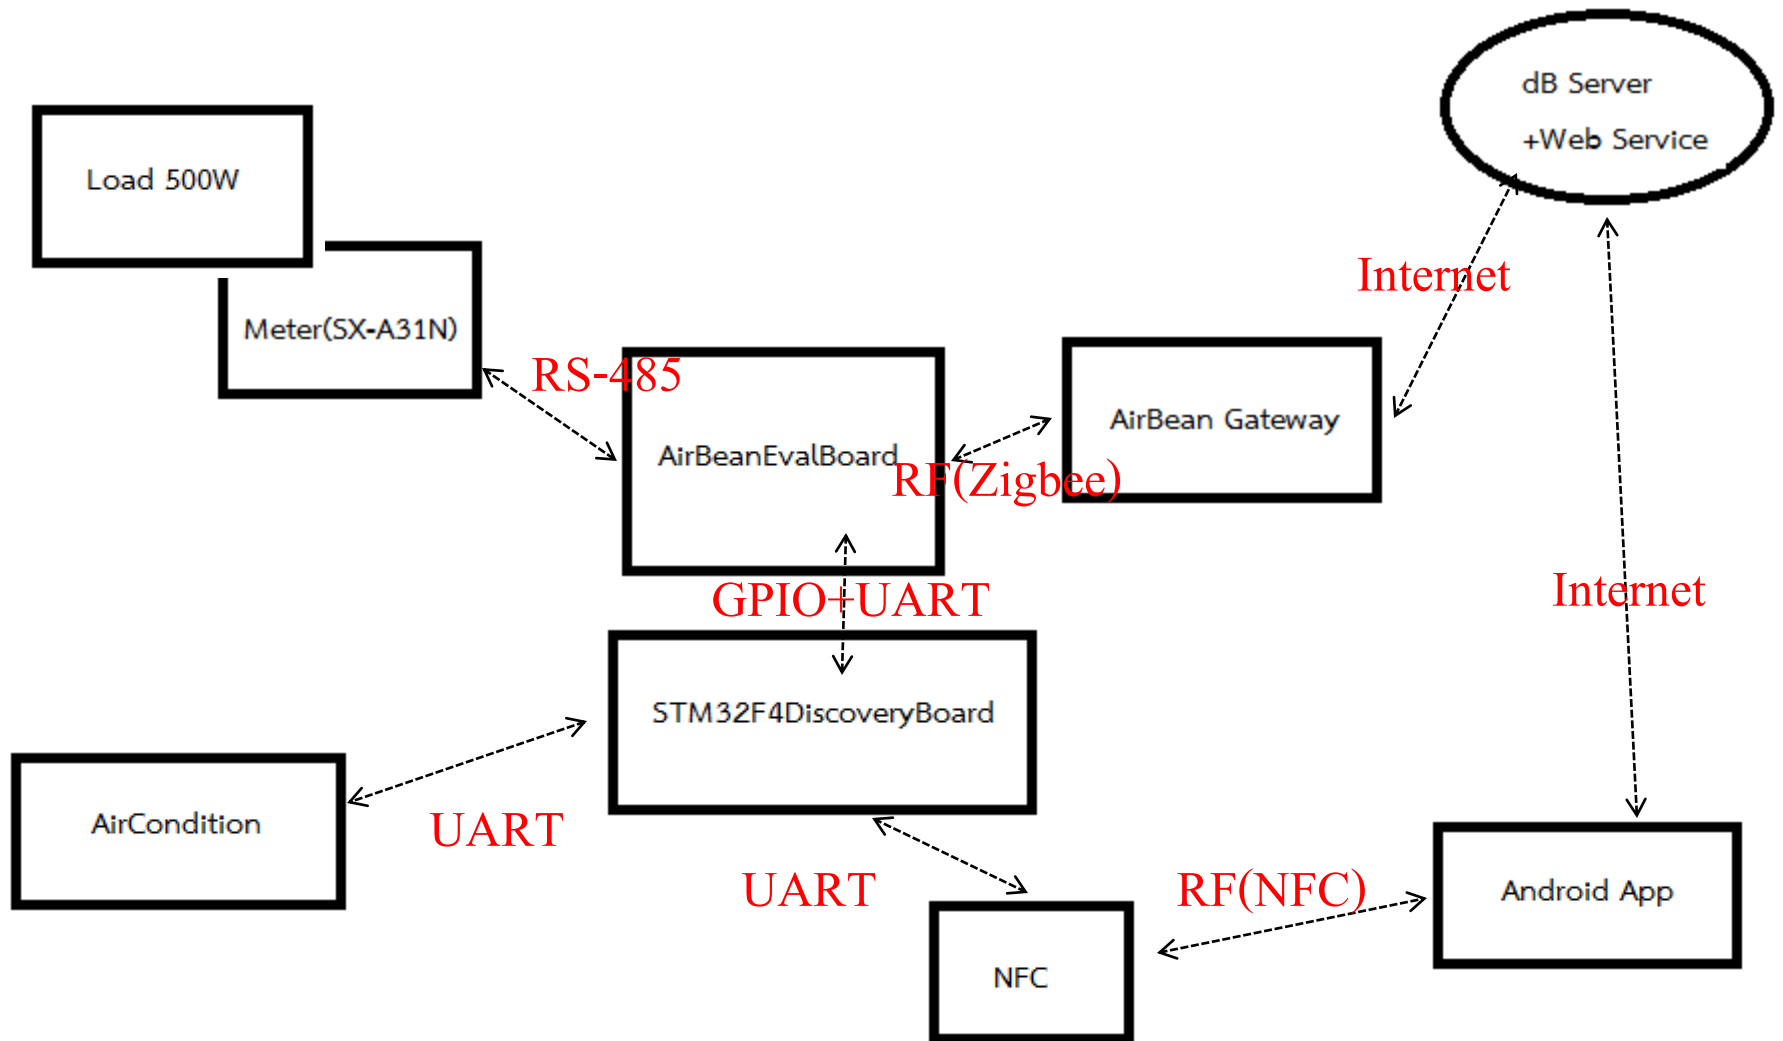 dB Server
+Web Service
Load 500W
Internet
Meter(SX-A31N)
RS-485
AirBean Gateway
AirBeanEvalBoard
RF(Zigbee)
GPIO+UART
Internet
STM32F4DiscoveryBoard
AirCondition
UART
UART
RF(NFC)
Android App
NFC